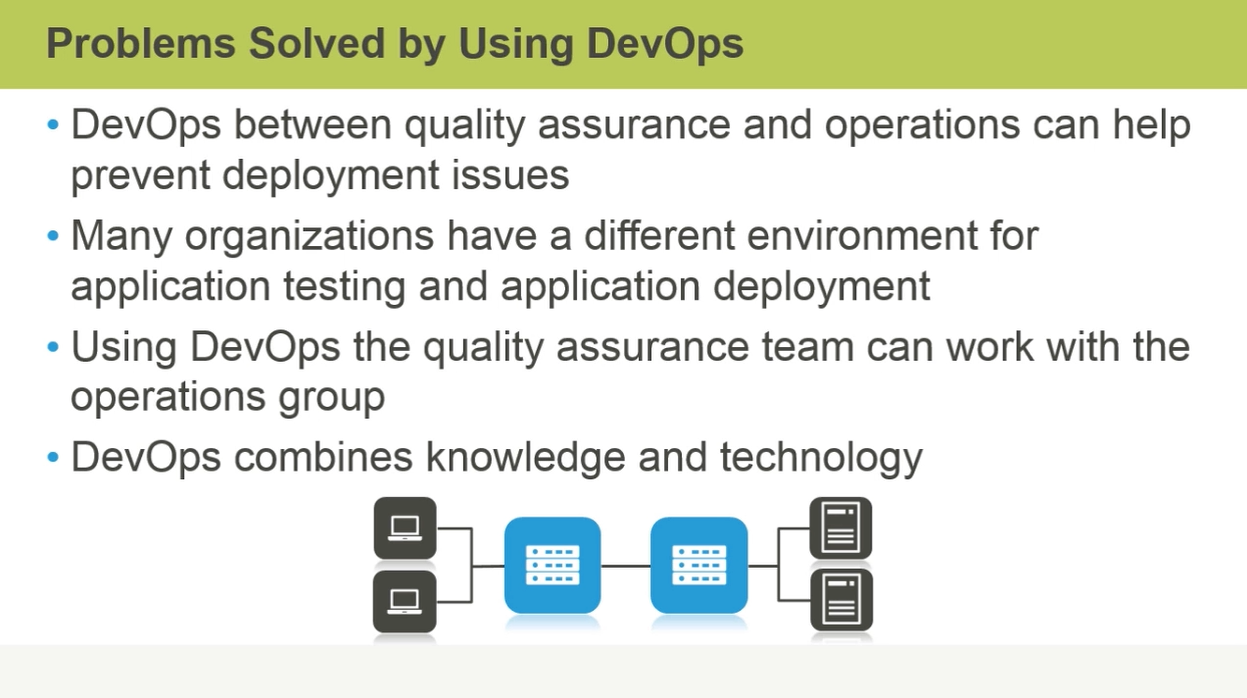 Problems Solved by Using DevOps
• DevOps between quality assurance and operations can help
prevent deployment issues
• Many organizations have a different environment for
application testing and application deployment
• Using DevOps the quality assurance team can work with the
operations group
• DevOps combines knowledge and technology